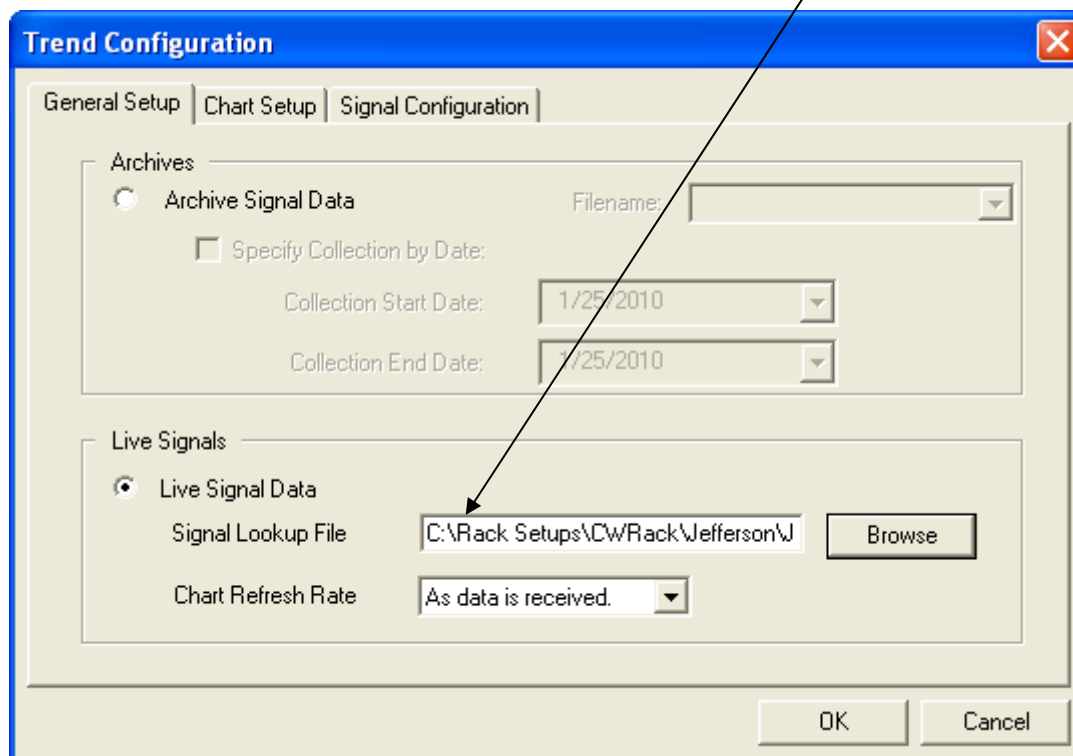 Trend Configuration
General Setup Chart Setup Signal Configuration
Archives
Archive Signal Data Filename:
Specify Collection by Date:
Collection Start Date: 1/25/2010
Collection End Date: 1/25/2010
Live Signals
Live Signal Data
Signal Lookup File C:\Rack Setups\CWRack\Jefferson\J Browse
Chart Refresh Rate As data is received.
OK Cancel